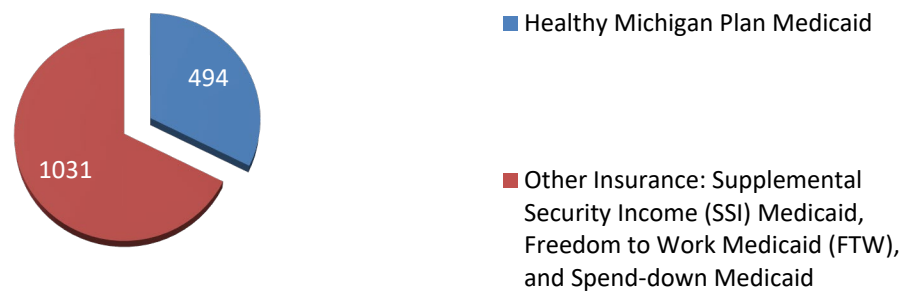 Healthy Michigan Plan Medicaid
494
1031
Other Insurance: Supplemental
Security Income (SSI) Medicaid,
Freedom to Work Medicaid (FTW),
and Spend-down Medicaid